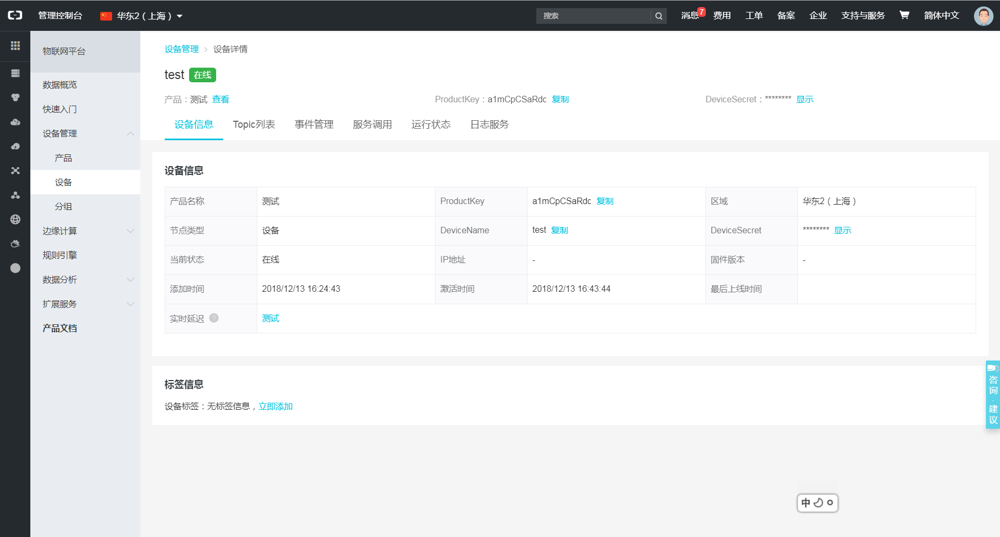 管理控制台 华东2（上海） 搜索 消息 7 费用 工单 备案 企业 支持与服务 简体中文
物联网平台
数据概览
快速入门
设备管理
产品
设备
分组
边缘计算
规则引擎
数据分析
扩展服务
产品文档
设备管理 > 设备详情
test 在线
产品：测试 查看 ProductKey：a1mCpCSaRdc 复制 DeviceSecret：******** 显示
设备信息 Topic列表 事件管理 服务调用 运行状态 日志服务
设备信息
产品名称 测试 ProductKey a1mCpCSaRdc 复制 区域 华东2（上海）
节点类型 设备 DeviceName test 复制 DeviceSecret ******** 显示
当前状态 在线 IP地址 - 固件版本 -
添加时间 2018/12/13 16:24:43 激活时间 2018/12/13 16:43:44 最后上线时间
实时延迟 ? 测试
标签信息
设备标签：无标签信息，立即添加
咨询·建议
中